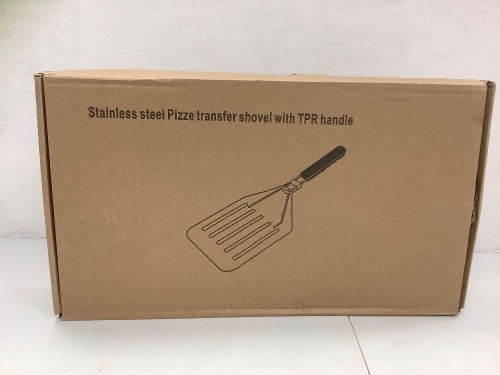 Stainless steel Pizze transfer shovel with TPR handle